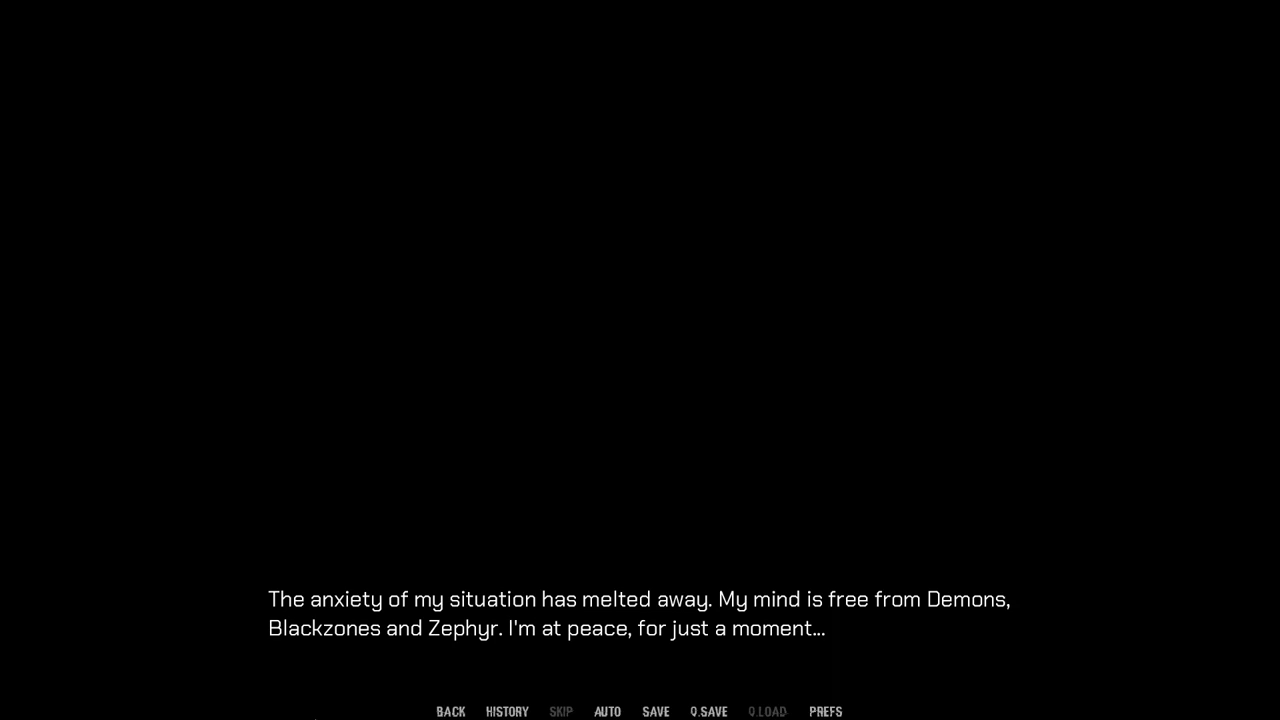 The anxiety of my situation has melted away. My mind is free from Demons,
Blackzones and Zephyr. I'm at peace, for just a moment...
BACK HISTORY SKIP AUTO SAVE Q.SAVE Q.LOAD PREFS